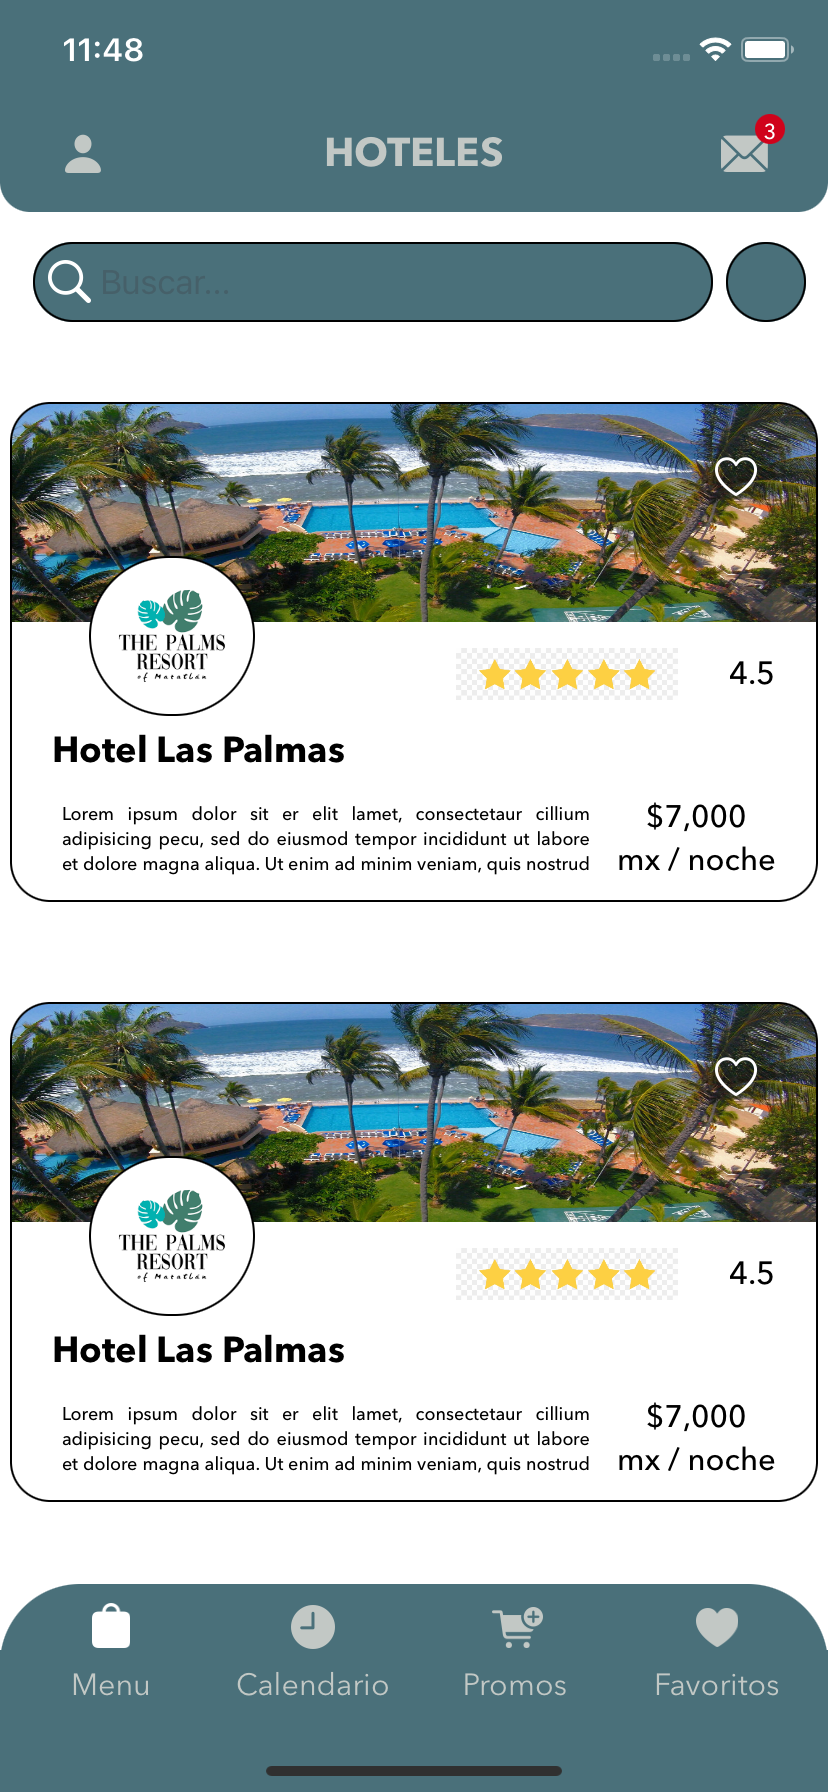 11:48
HOTELES
3
Buscar...
THE PALMS
RESORT
of Mazatlán
4.5
Hotel Las Palmas
Lorem ipsum dolor sit er elit lamet, consectetaur cillium
adipisicing pecu, sed do eiusmod tempor incididunt ut labore
et dolore magna aliqua. Ut enim ad minim veniam, quis nostrud
$7,000
mx / noche
THE PALMS
RESORT
of Mazatlán
4.5
Hotel Las Palmas
Lorem ipsum dolor sit er elit lamet, consectetaur cillium
adipisicing pecu, sed do eiusmod tempor incididunt ut labore
et dolore magna aliqua. Ut enim ad minim veniam, quis nostrud
$7,000
mx / noche
Menu
Calendario
Promos
Favoritos